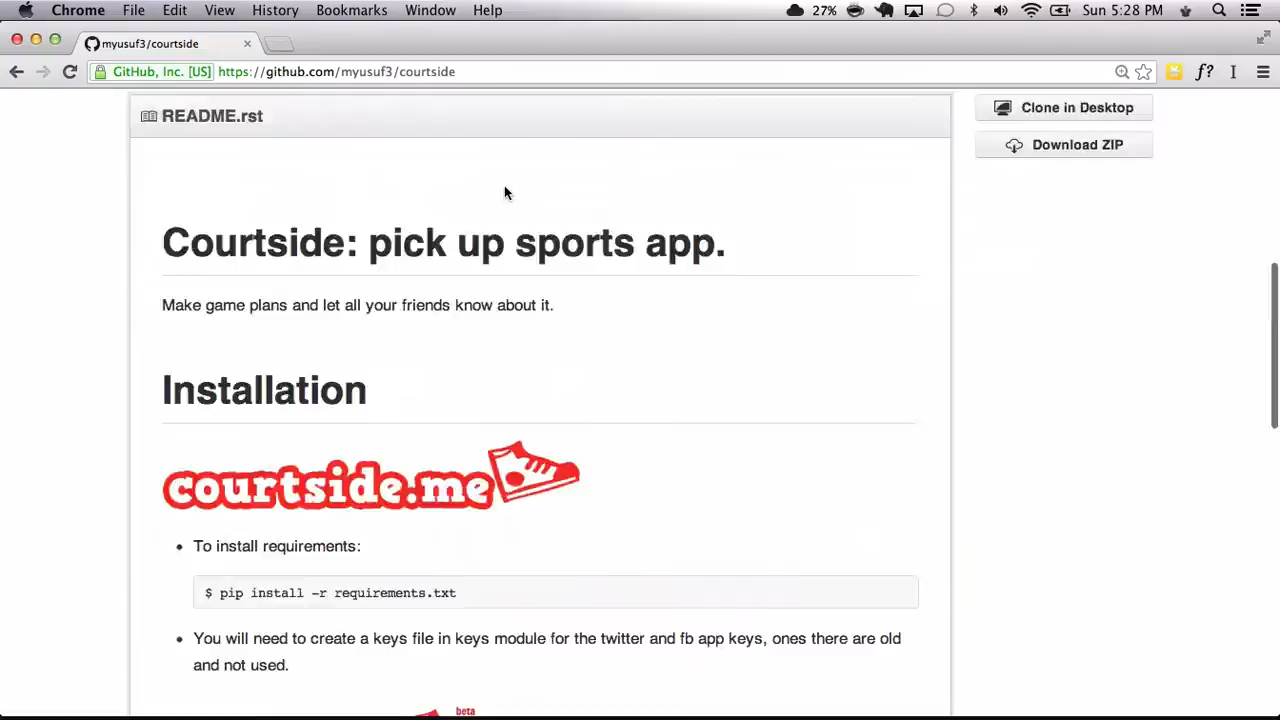 Chrome File Edit View History Bookmarks Window Help 27% Sun 5:28 PM
myusuf3/courtside
GitHub, Inc. [US] https://github.com/myusuf3/courtside f?
README.rst
Clone in Desktop
Download ZIP
Courtside: pick up sports app.
Make game plans and let all your friends know about it.
Installation
courtside.me
• To install requirements:
$ pip install -r requirements.txt
• You will need to create a keys file in keys module for the twitter and fb app keys, ones there are old
and not used.
beta